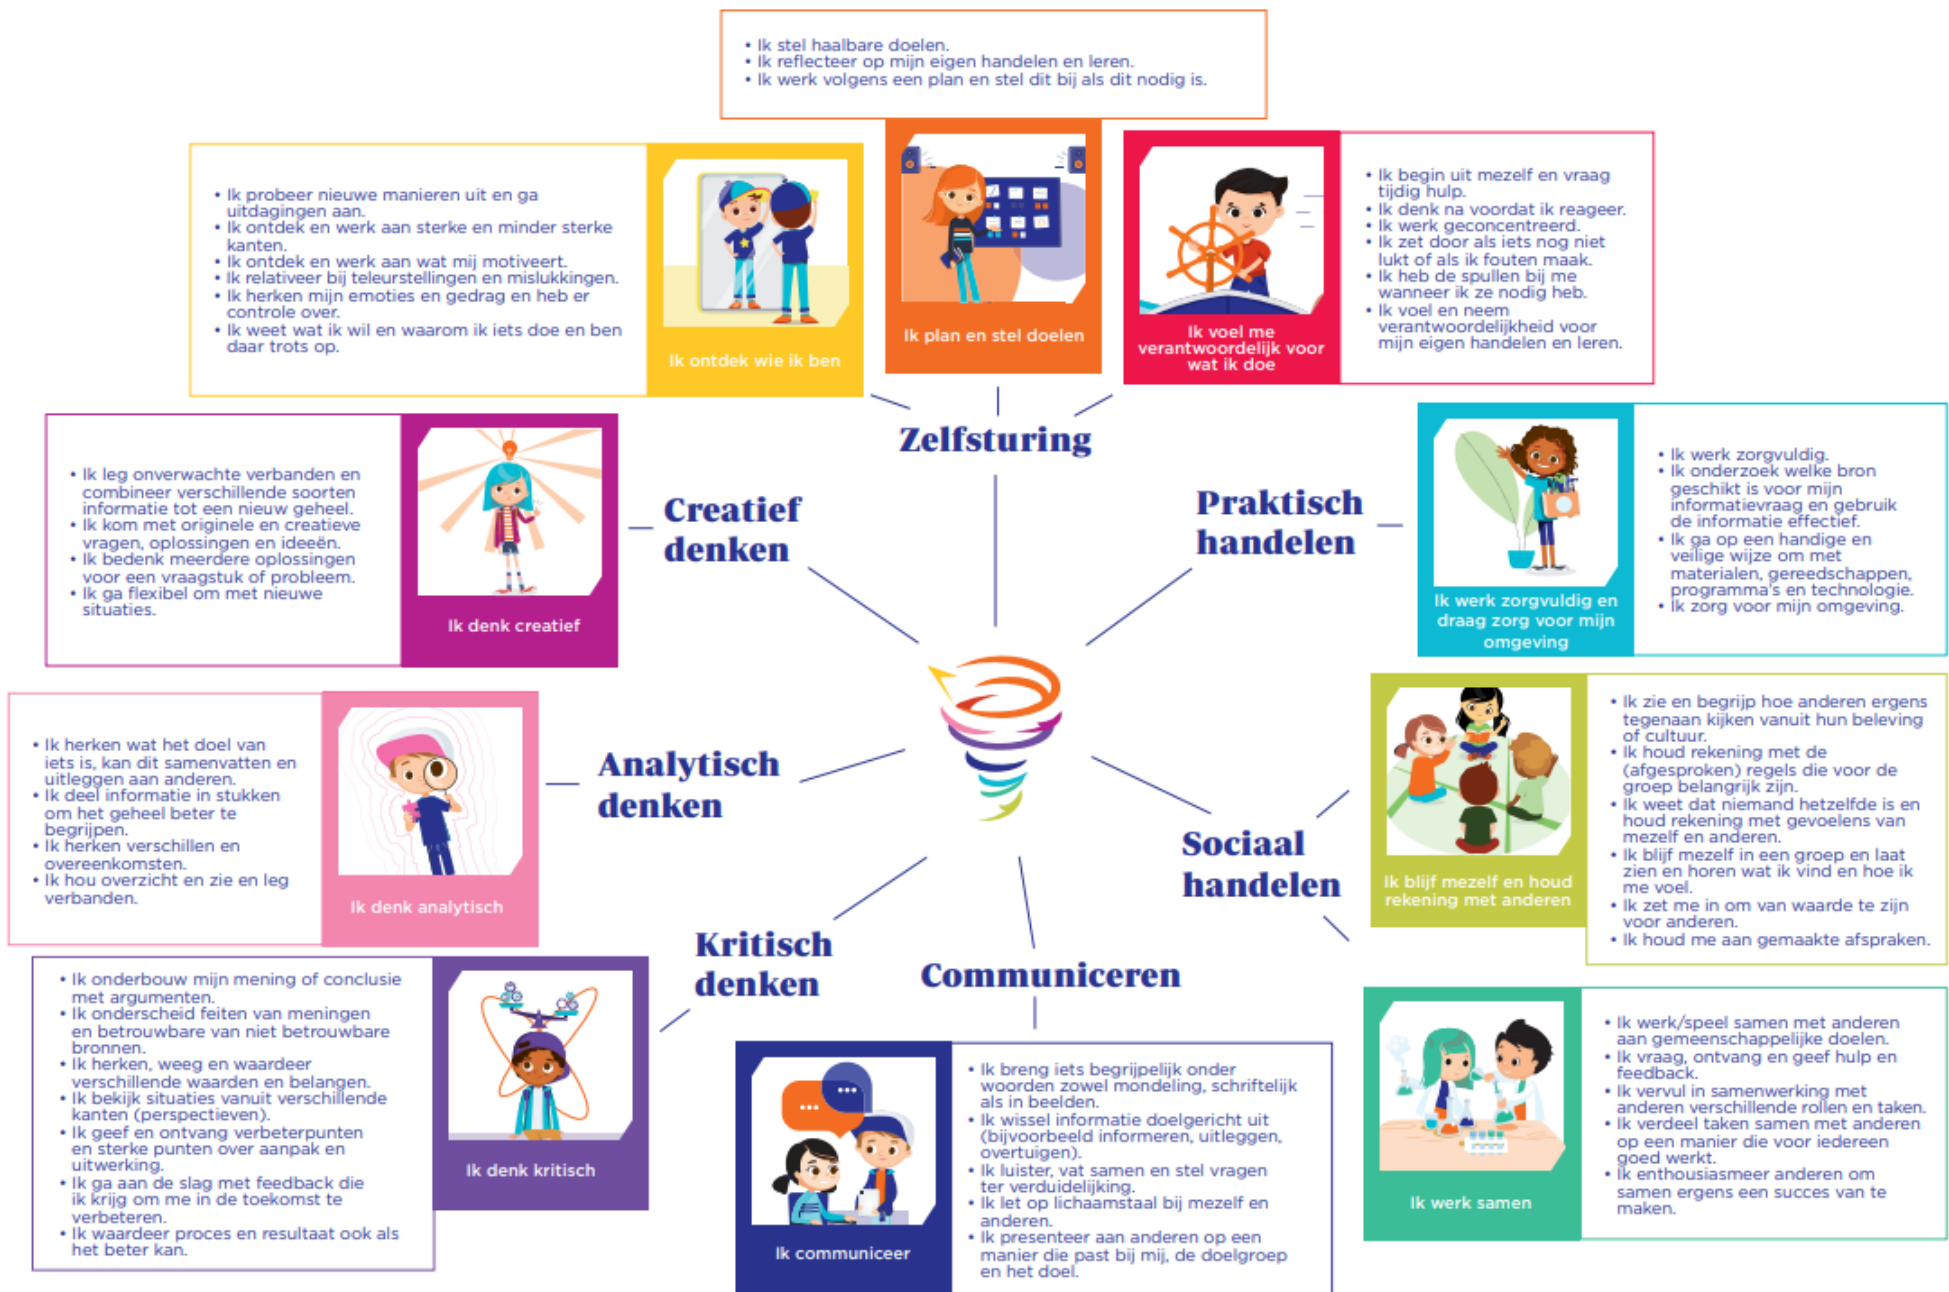 • Ik stel haalbare doelen.
• Ik reflecteer op mijn eigen handelen en leren.
• Ik werk volgens een plan en stel dit bij als dit nodig is.
Ik plan en stel doelen
• Ik probeer nieuwe manieren uit en ga
uitdagingen aan.
• Ik ontdek en werk aan sterke en minder sterke
kanten.
• Ik ontdek en werk aan wat mij motiveert.
• Ik relativeer bij teleurstellingen en mislukkingen.
• Ik herken mijn emoties en gedrag en heb er
controle over.
• Ik weet wat ik wil en waarom ik iets doe en ben
daar trots op.
Ik ontdek wie ik ben
Ik voel me
verantwoordelijk voor
wat ik doe
• Ik begin uit mezelf en vraag
tijdig hulp.
• Ik denk na voordat ik reageer.
• Ik werk geconcentreerd.
• Ik zet door als iets nog niet
lukt of als ik fouten maak.
• Ik heb de spullen bij me
wanneer ik ze nodig heb.
• Ik voel en neem
verantwoordelijkheid voor
mijn eigen handelen en leren.
Zelfsturing
• Ik leg onverwachte verbanden en
combineer verschillende soorten
informatie tot een nieuw geheel.
• Ik kom met originele en creatieve
vragen, oplossingen en ideeën.
• Ik bedenk meerdere oplossingen
voor een vraagstuk of probleem.
• Ik ga flexibel om met nieuwe
situaties.
Ik denk creatief
Creatief
denken
Praktisch
handelen
Ik werk zorgvuldig en
draag zorg voor mijn
omgeving
• Ik werk zorgvuldig.
• Ik onderzoek welke bron
geschikt is voor mijn
informatievraag en gebruik
de informatie effectief.
• Ik ga op een handige en
veilige wijze om met
materialen, gereedschappen,
programma's en technologie.
• Ik zorg voor mijn omgeving.
• Ik herken wat het doel van
iets is, kan dit samenvatten en
uitleggen aan anderen.
• Ik deel informatie in stukken
om het geheel beter te
begrijpen.
• Ik herken verschillen en
overeenkomsten.
• Ik hou overzicht en zie en leg
verbanden.
Ik denk analytisch
Analytisch
denken
Sociaal
handelen
Ik blijf mezelf en houd
rekening met anderen
• Ik zie en begrijp hoe anderen ergens
tegenaan kijken vanuit hun beleving
of cultuur.
• Ik houd rekening met de
(afgesproken) regels die voor de
groep belangrijk zijn.
• Ik weet dat niemand hetzelfde is en
houd rekening met gevoelens van
mezelf en anderen.
• Ik blijf mezelf in een groep en laat
zien en horen wat ik vind en hoe ik
me voel.
• Ik zet me in om van waarde te zijn
voor anderen.
• Ik houd me aan gemaakte afspraken.
• Ik onderbouw mijn mening of conclusie
met argumenten.
• Ik onderscheid feiten van meningen
en betrouwbare van niet betrouwbare
bronnen.
• Ik herken, weeg en waardeer
verschillende waarden en belangen.
• Ik bekijk situaties vanuit verschillende
kanten (perspectieven).
• Ik geef en ontvang verbeterpunten
en sterke punten over aanpak en
uitwerking.
• Ik ga aan de slag met feedback die
ik krijg om me in de toekomst te
verbeteren.
• Ik waardeer proces en resultaat ook als
het beter kan.
Ik denk kritisch
Kritisch
denken
Communiceren
Ik communiceer
• Ik breng iets begrijpelijk onder
woorden zowel mondeling, schriftelijk
als in beelden.
• Ik wissel informatie doelgericht uit
(bijvoorbeeld informeren, uitleggen,
overtuigen).
• Ik luister, vat samen en stel vragen
ter verduidelijking.
• Ik let op lichaamstaal bij mezelf en
anderen.
• Ik presenteer aan anderen op een
manier die past bij mij, de doelgroep
en het doel.
Ik werk samen
• Ik werk/speel samen met anderen
aan gemeenschappelijke doelen.
• Ik vraag, ontvang en geef hulp en
feedback.
• Ik vervul in samenwerking met
anderen verschillende rollen en taken.
• Ik verdeel taken samen met anderen
op een manier die voor iedereen
goed werkt.
• Ik enthousiasmeer anderen om
samen ergens een succes van te
maken.